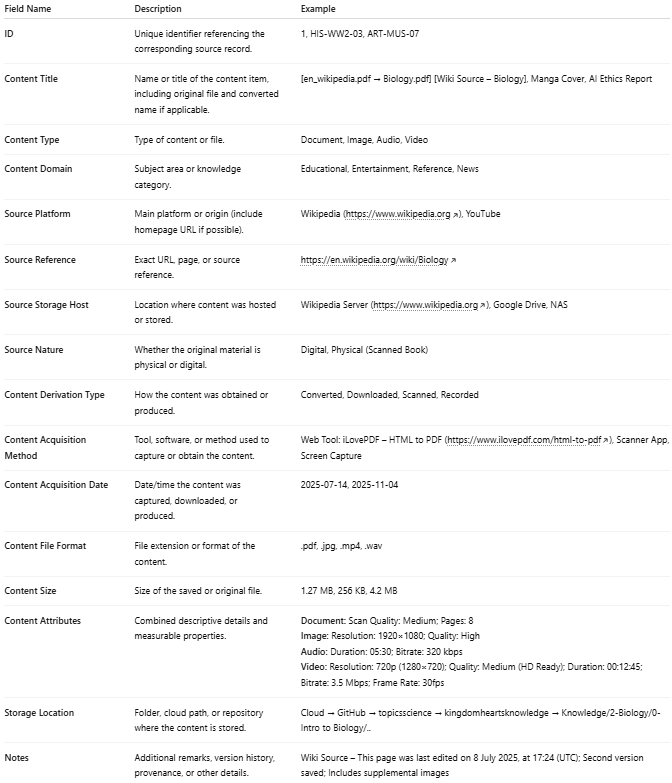 Field Name Description Example
ID Unique identifier referencing the 1, HIS-WW2-03, ART-MUS-07
corresponding source record.
Content Title Name or title of the content item, [en_wikipedia.pdf → Biology.pdf] [Wiki Source – Biology], Manga Cover, AI Ethics Report
including original file and converted
name if applicable.
Content Type Type of content or file. Document, Image, Audio, Video
Content Domain Subject area or knowledge Educational, Entertainment, Reference, News
category.
Source Platform Main platform or origin (include Wikipedia (https://www.wikipedia.org ↗), YouTube
homepage URL if possible).
Source Reference Exact URL, page, or source https://en.wikipedia.org/wiki/Biology ↗
reference.
Source Storage Host Location where content was hosted Wikipedia Server (https://www.wikipedia.org ↗), Google Drive, NAS
or stored.
Source Nature Whether the original material is Digital, Physical (Scanned Book)
physical or digital.
Content Derivation Type How the content was obtained or Converted, Downloaded, Scanned, Recorded
produced.
Content Acquisition Tool, software, or method used to Web Tool: iLovePDF – HTML to PDF (https://www.ilovepdf.com/html-to-pdf ↗), Scanner App,
Method capture or obtain the content. Screen Capture
Content Acquisition Date Date/time the content was 2025-07-14, 2025-11-04
captured, downloaded, or
produced.
Content File Format File extension or format of the .pdf, .jpg, .mp4, .wav
content.
Content Size Size of the saved or original file. 1.27 MB, 256 KB, 4.2 MB
Content Attributes Combined descriptive details and Document: Scan Quality: Medium; Pages: 8
measurable properties. Image: Resolution: 1920×1080; Quality: High
Audio: Duration: 05:30; Bitrate: 320 kbps
Video: Resolution: 720p (1280×720); Quality: Medium (HD Ready); Duration: 00:12:45;
Bitrate: 3.5 Mbps; Frame Rate: 30fps
Storage Location Folder, cloud path, or repository Cloud → GitHub → topicsscience → kingdomheartsknowledge → Knowledge/2-Biology/0-
where the content is stored. Intro to Biology/..
Notes Additional remarks, version history, Wiki Source – This page was last edited on 8 July 2025, at 17:24 (UTC); Second version
provenance, or other details. saved; Includes supplemental images